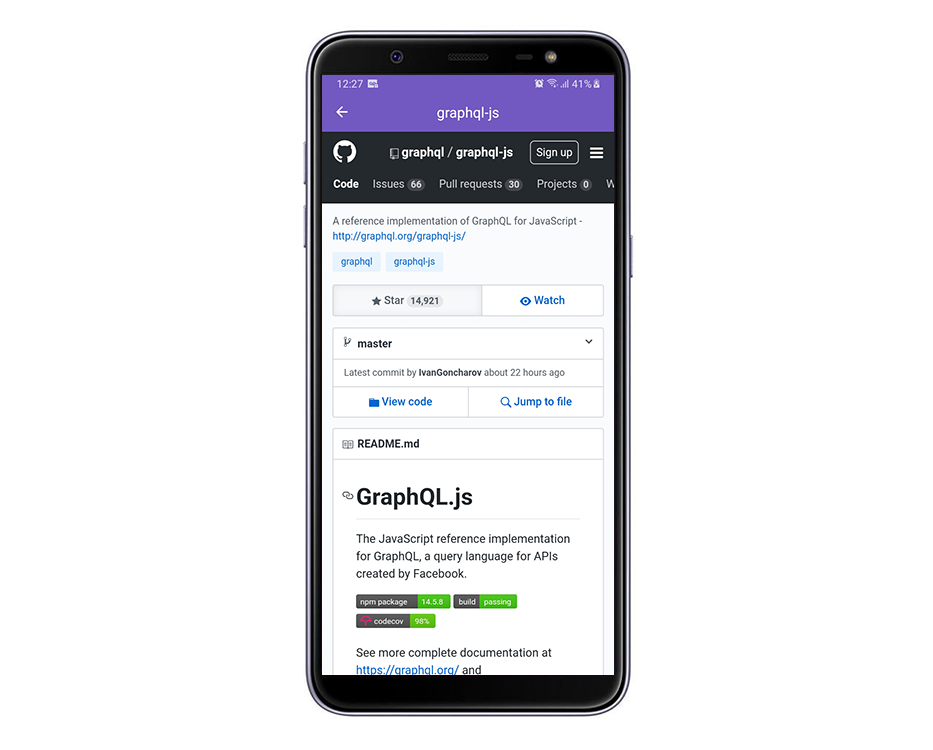 12:27 41%
graphql-js
graphql / graphql-js Sign up
Code Issues 66 Pull requests 30 Projects 0 W
A reference implementation of GraphQL for JavaScript -
http://graphql.org/graphql-js/
graphql graphql-js
Star 14,921 Watch
master
Latest commit by IvanGoncharov about 22 hours ago
View code Jump to file
README.md
GraphQL.js
The JavaScript reference implementation
for GraphQL, a query language for APIs
created by Facebook.
npm package 14.5.8 build passing
codecov 98%
See more complete documentation at
https://graphql.org/ and